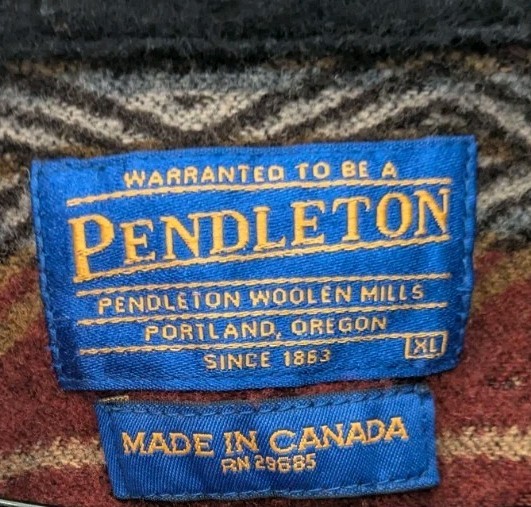 WARRANTED TO BE A
PENDLETON
PENDLETON WOOLEN MILLS
PORTLAND, OREGON
SINCE 1863
XL
MADE IN CANADA
RN 29685